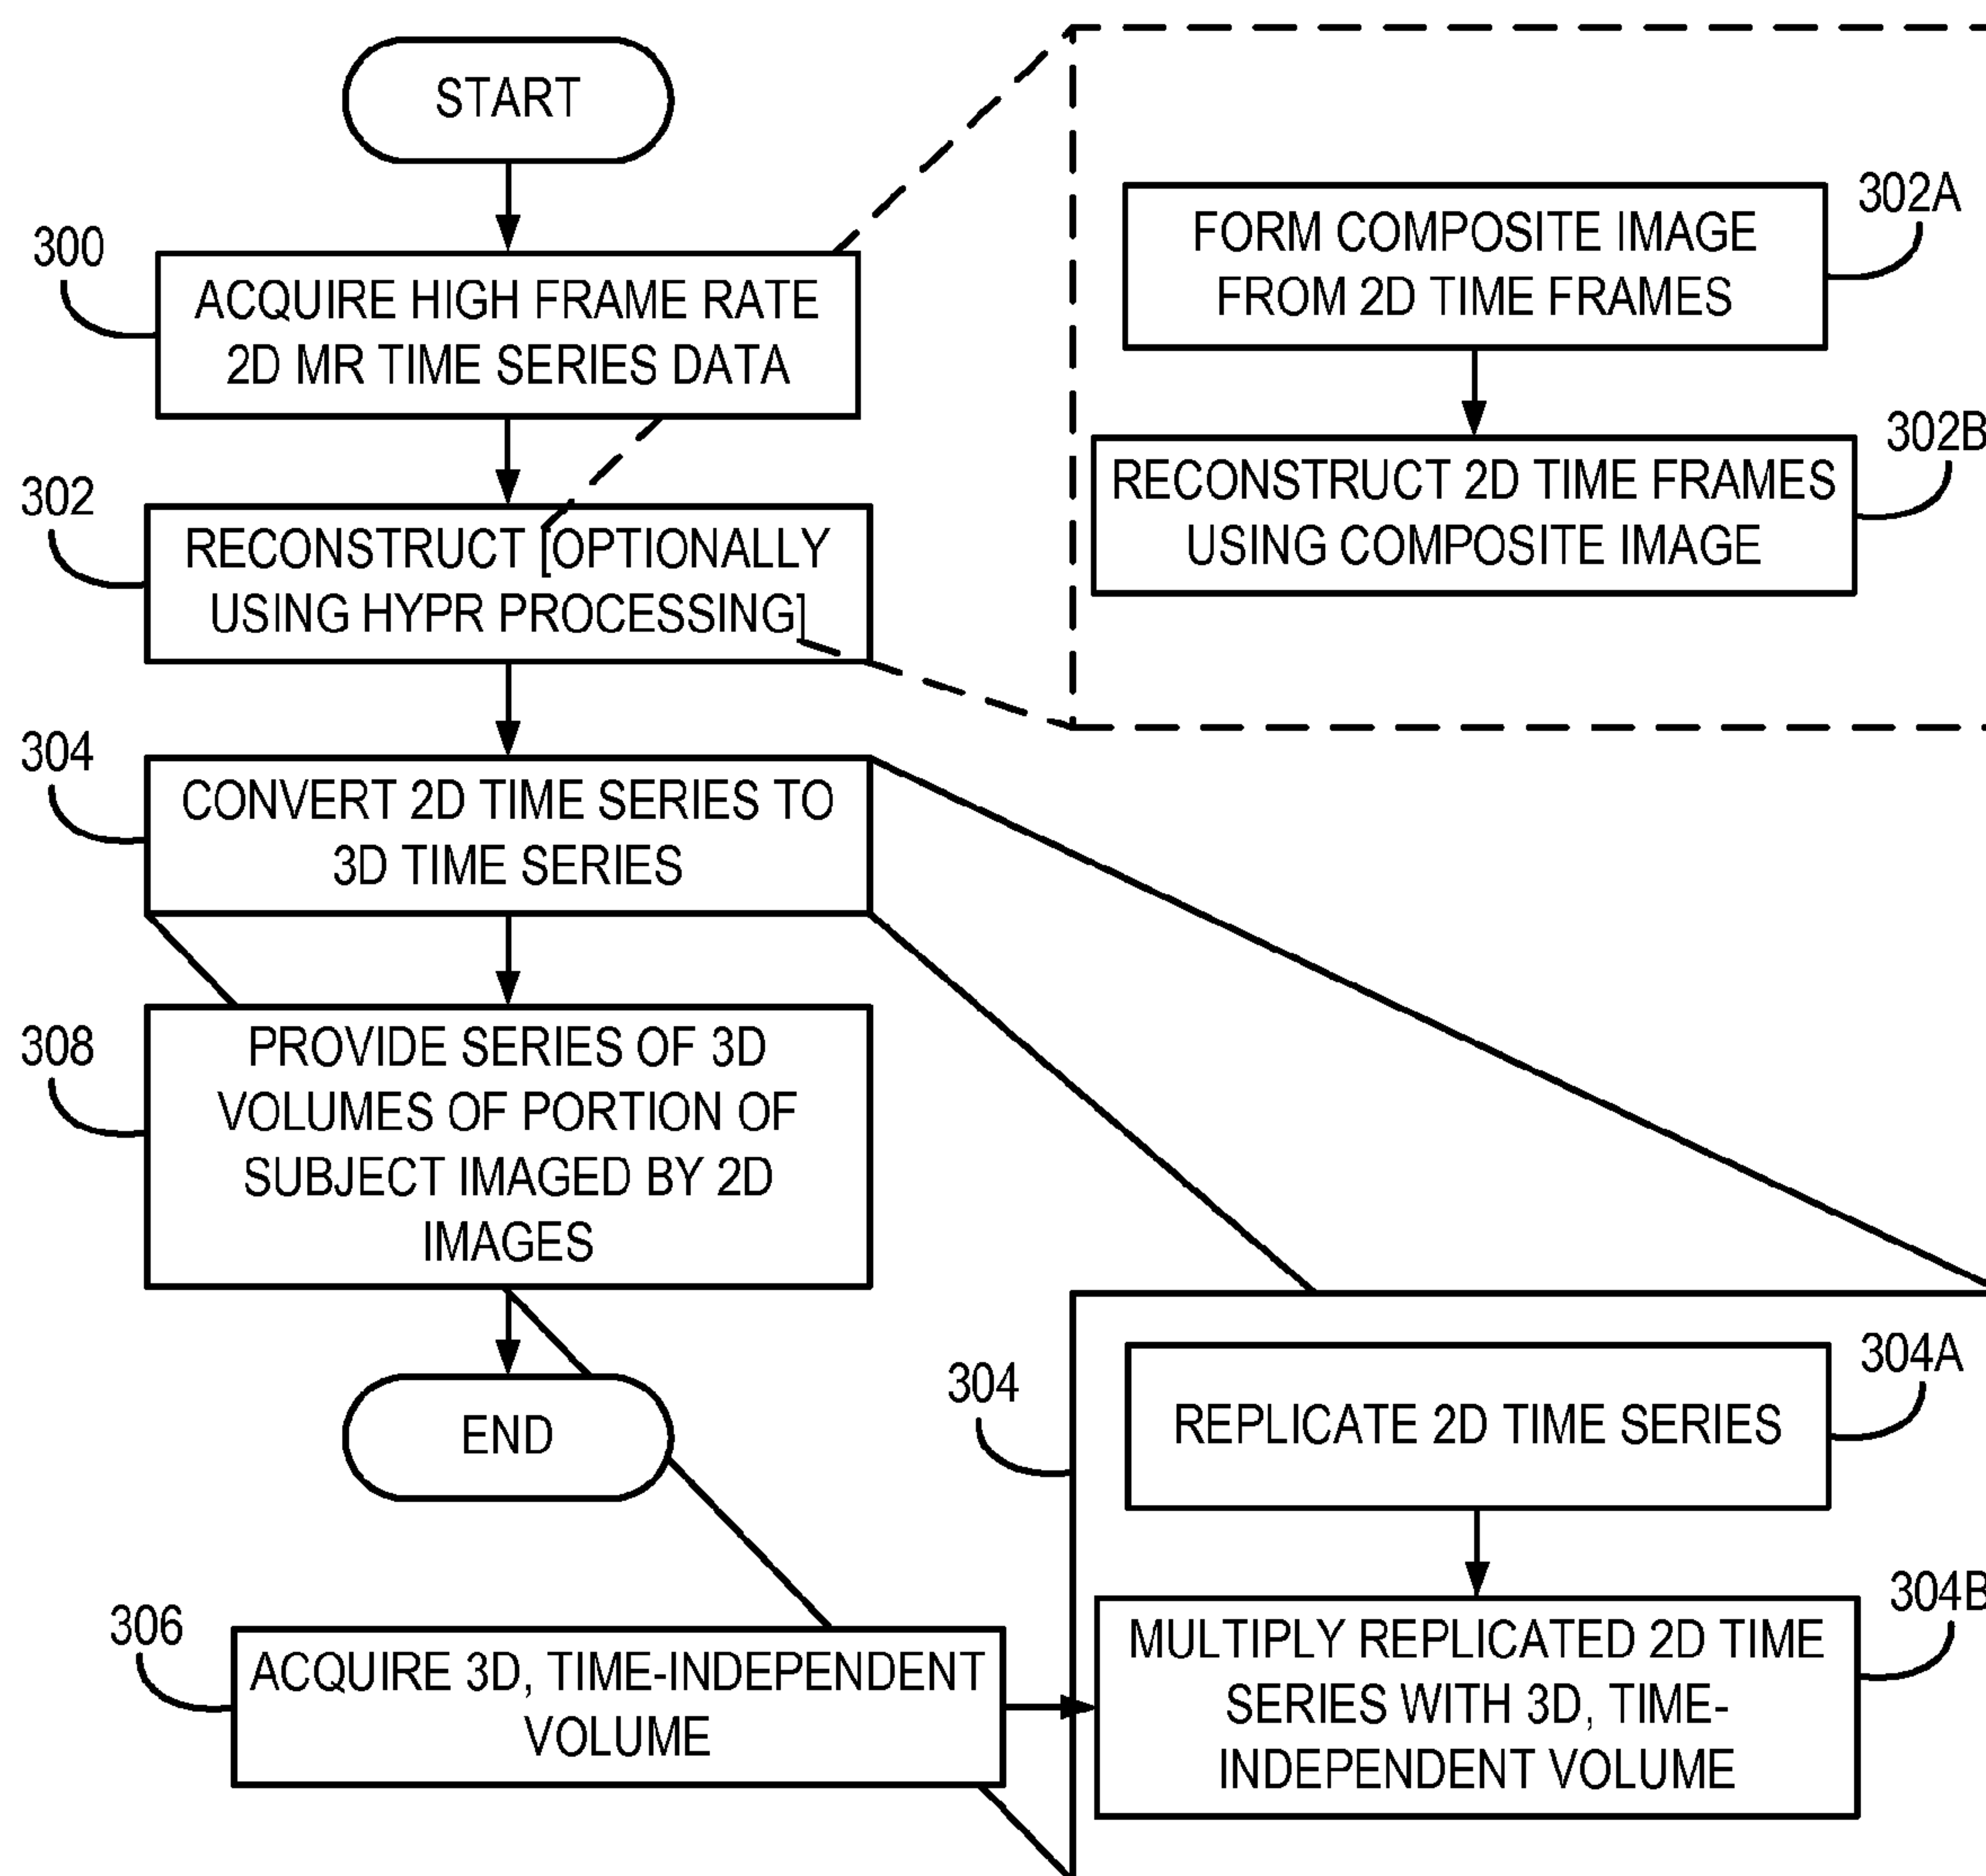 START
300
ACQUIRE HIGH FRAME RATE
2D MR TIME SERIES DATA
302
RECONSTRUCT [OPTIONALLY
USING HYPR PROCESSING]
302A
FORM COMPOSITE IMAGE
FROM 2D TIME FRAMES
302B
RECONSTRUCT 2D TIME FRAMES
USING COMPOSITE IMAGE
304
CONVERT 2D TIME SERIES TO
3D TIME SERIES
308
PROVIDE SERIES OF 3D
VOLUMES OF PORTION OF
SUBJECT IMAGED BY 2D
IMAGES
END
304
304A
REPLICATE 2D TIME SERIES
306
ACQUIRE 3D, TIME-INDEPENDENT
VOLUME
304B
MULTIPLY REPLICATED 2D TIME
SERIES WITH 3D, TIME-
INDEPENDENT VOLUME